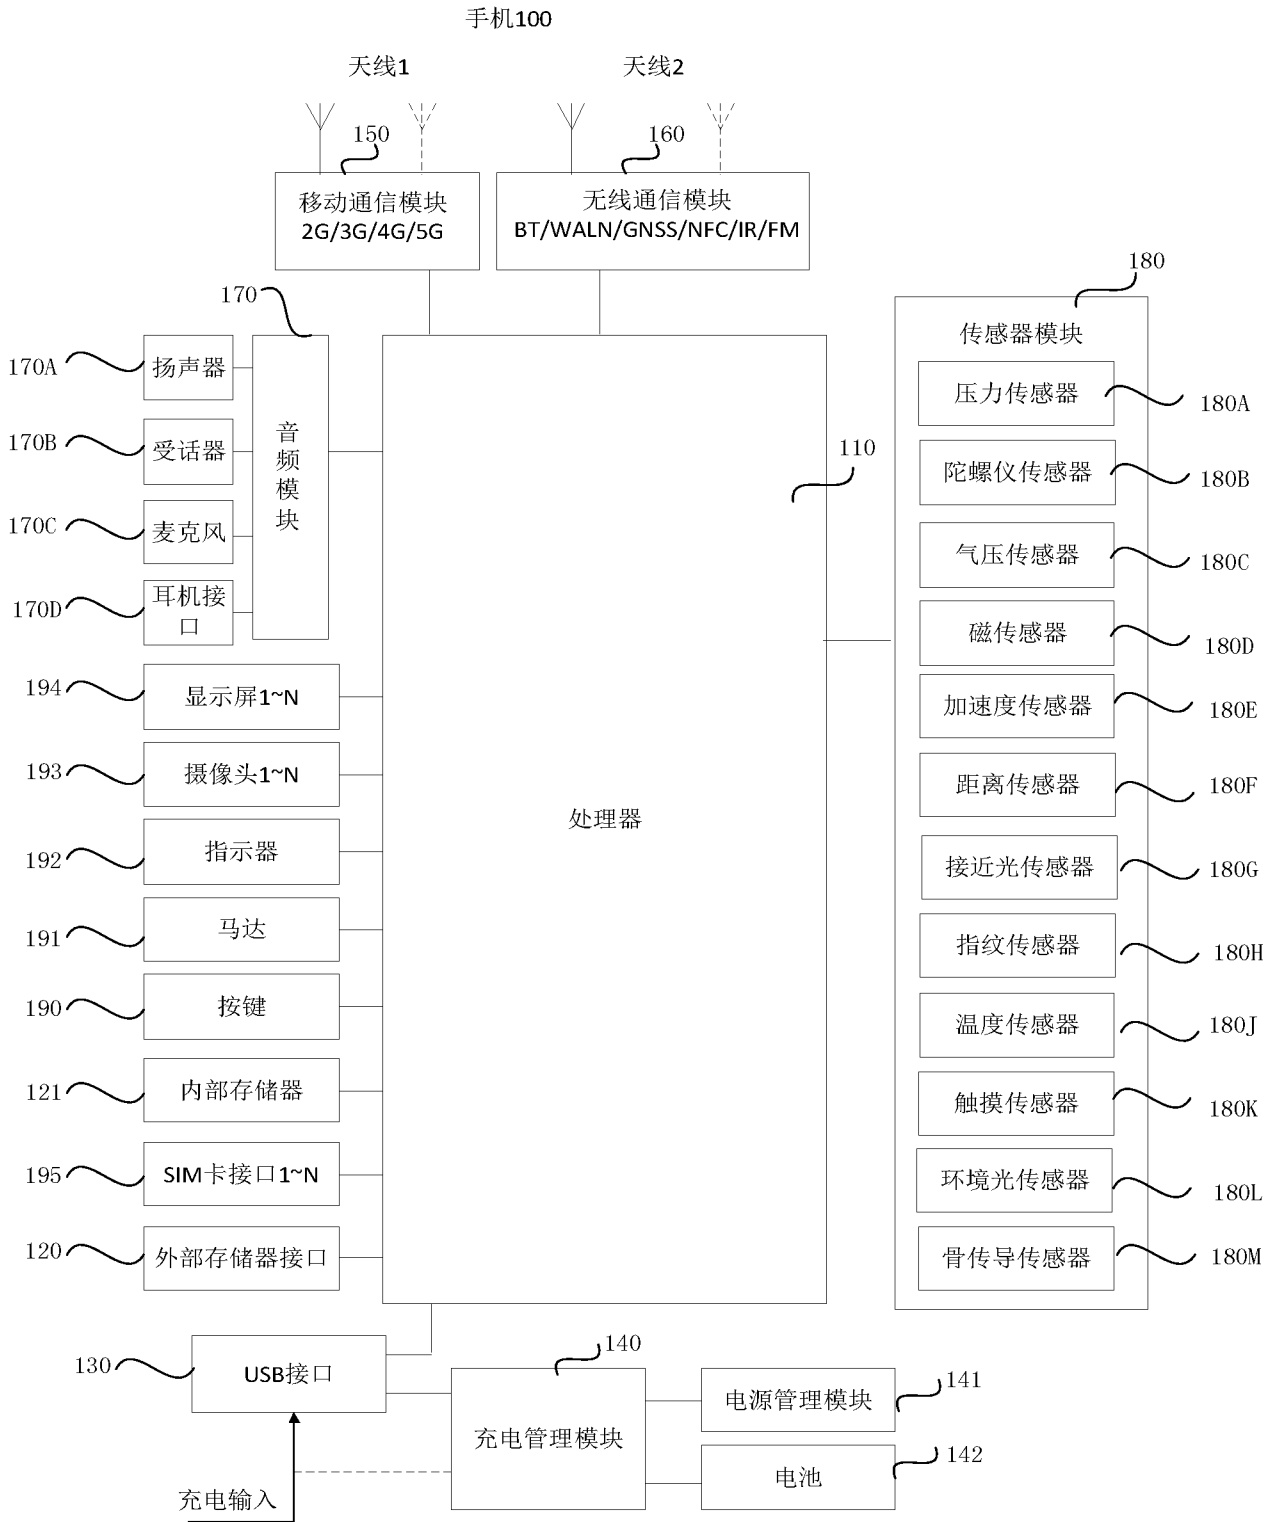 手机100
天线1
天线2
150
160
移动通信模块
2G/3G/4G/5G
无线通信模块
BT/WALN/GNSS/NFC/IR/FM
170
180
传感器模块
170A
扬声器
170B
受话器
170C
麦克风
170D
耳机接
口
音
频
模
块
110
处理器
压力传感器
180A
陀螺仪传感器
180B
气压传感器
180C
磁传感器
180D
加速度传感器
180E
距离传感器
180F
接近光传感器
180G
指纹传感器
180H
温度传感器
180J
触摸传感器
180K
环境光传感器
180L
骨传导传感器
180M
194
显示屏1~N
193
摄像头1~N
192
指示器
191
马达
190
按键
121
内部存储器
195
SIM卡接口1~N
120
外部存储器接口
130
USB接口
140
充电管理模块
电源管理模块
141
电池
142
充电输入